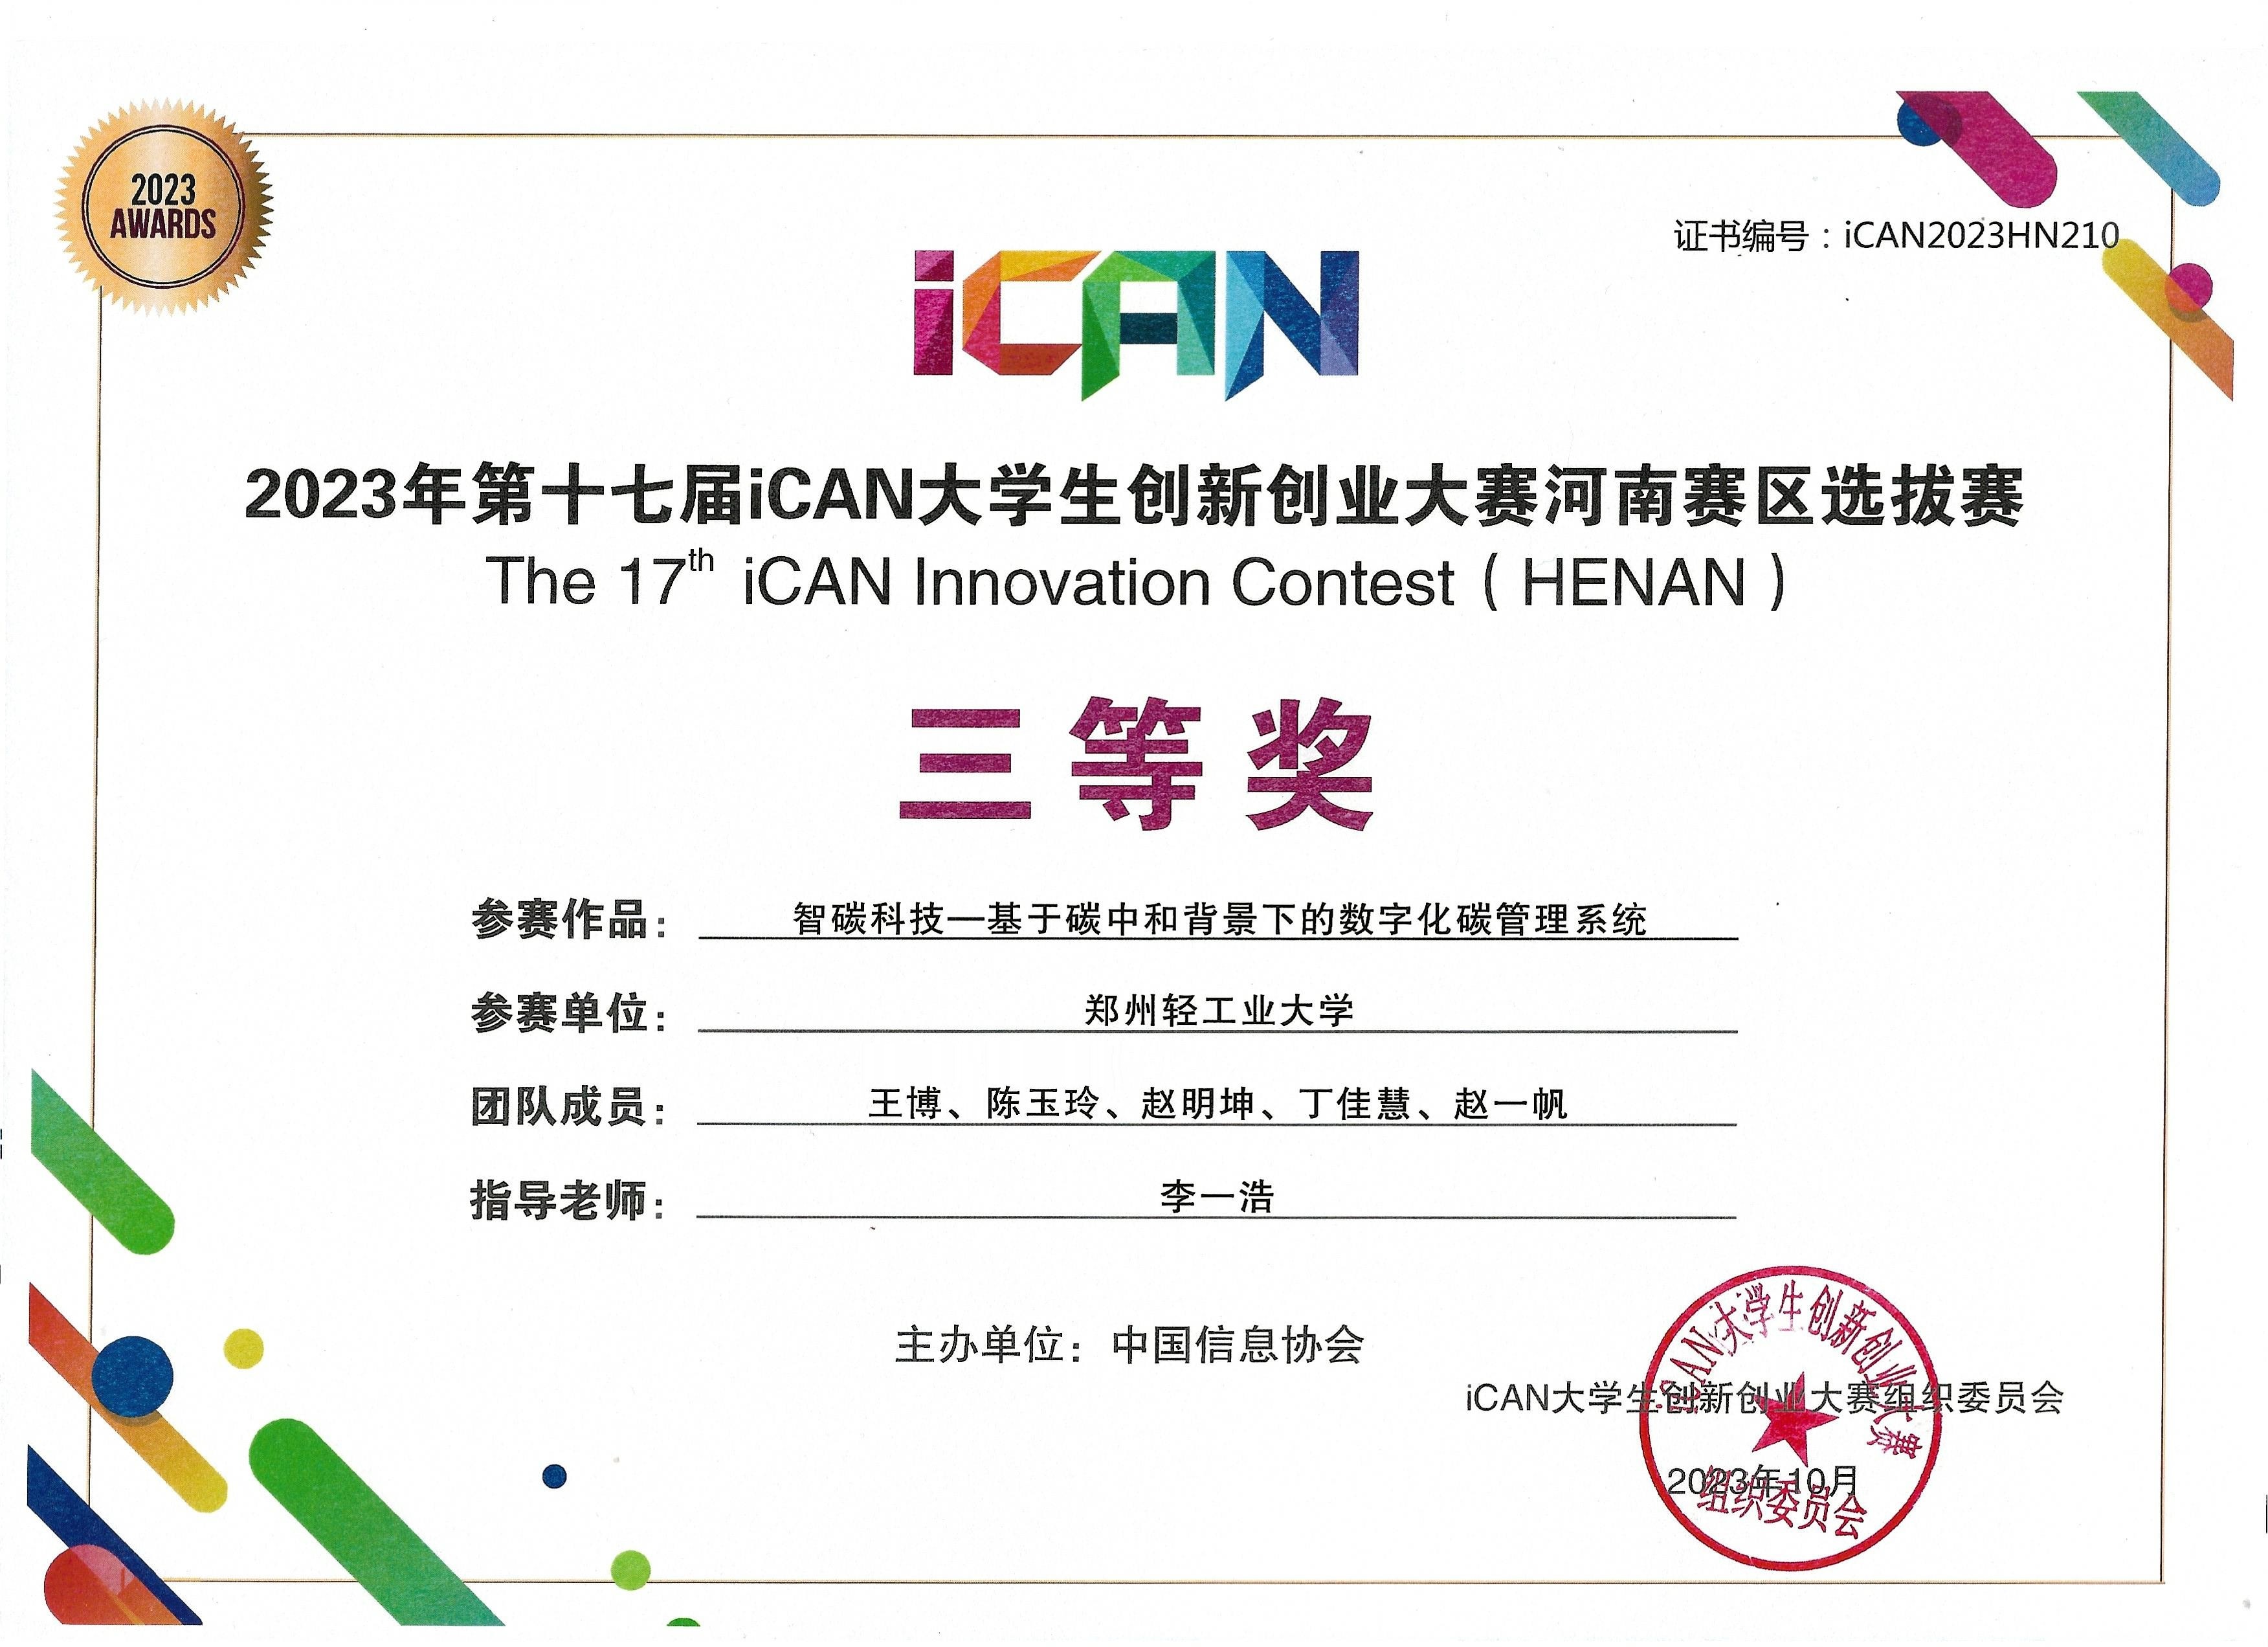 2023
AWARDS
证书编号：iCAN2023HN210
iCAN
2023年第十七届iCAN大学生创新创业大赛河南赛区选拔赛
The 17th iCAN Innovation Contest（HENAN）
三等奖
参赛作品：智碳科技—基于碳中和背景下的数字化碳管理系统
参赛单位：郑州轻工业大学
团队成员：王博、陈玉玲、赵明坤、丁佳慧、赵一帆
指导老师：李一浩
主办单位：中国信息协会
iCAN大学生创新创业大赛组织委员会
2023年10月
iCAN大学生创新创业大赛
组织委员会